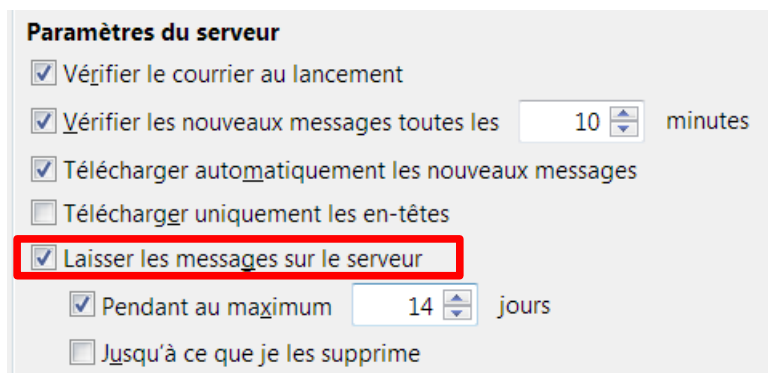 Paramètres du serveur
Vérifier le courrier au lancement
Vérifier les nouveaux messages toutes les 10 minutes
Télécharger automatiquement les nouveaux messages
Télécharger uniquement les en-têtes
Laisser les messages sur le serveur
Pendant au maximum 14 jours
Jusqu'à ce que je les supprime